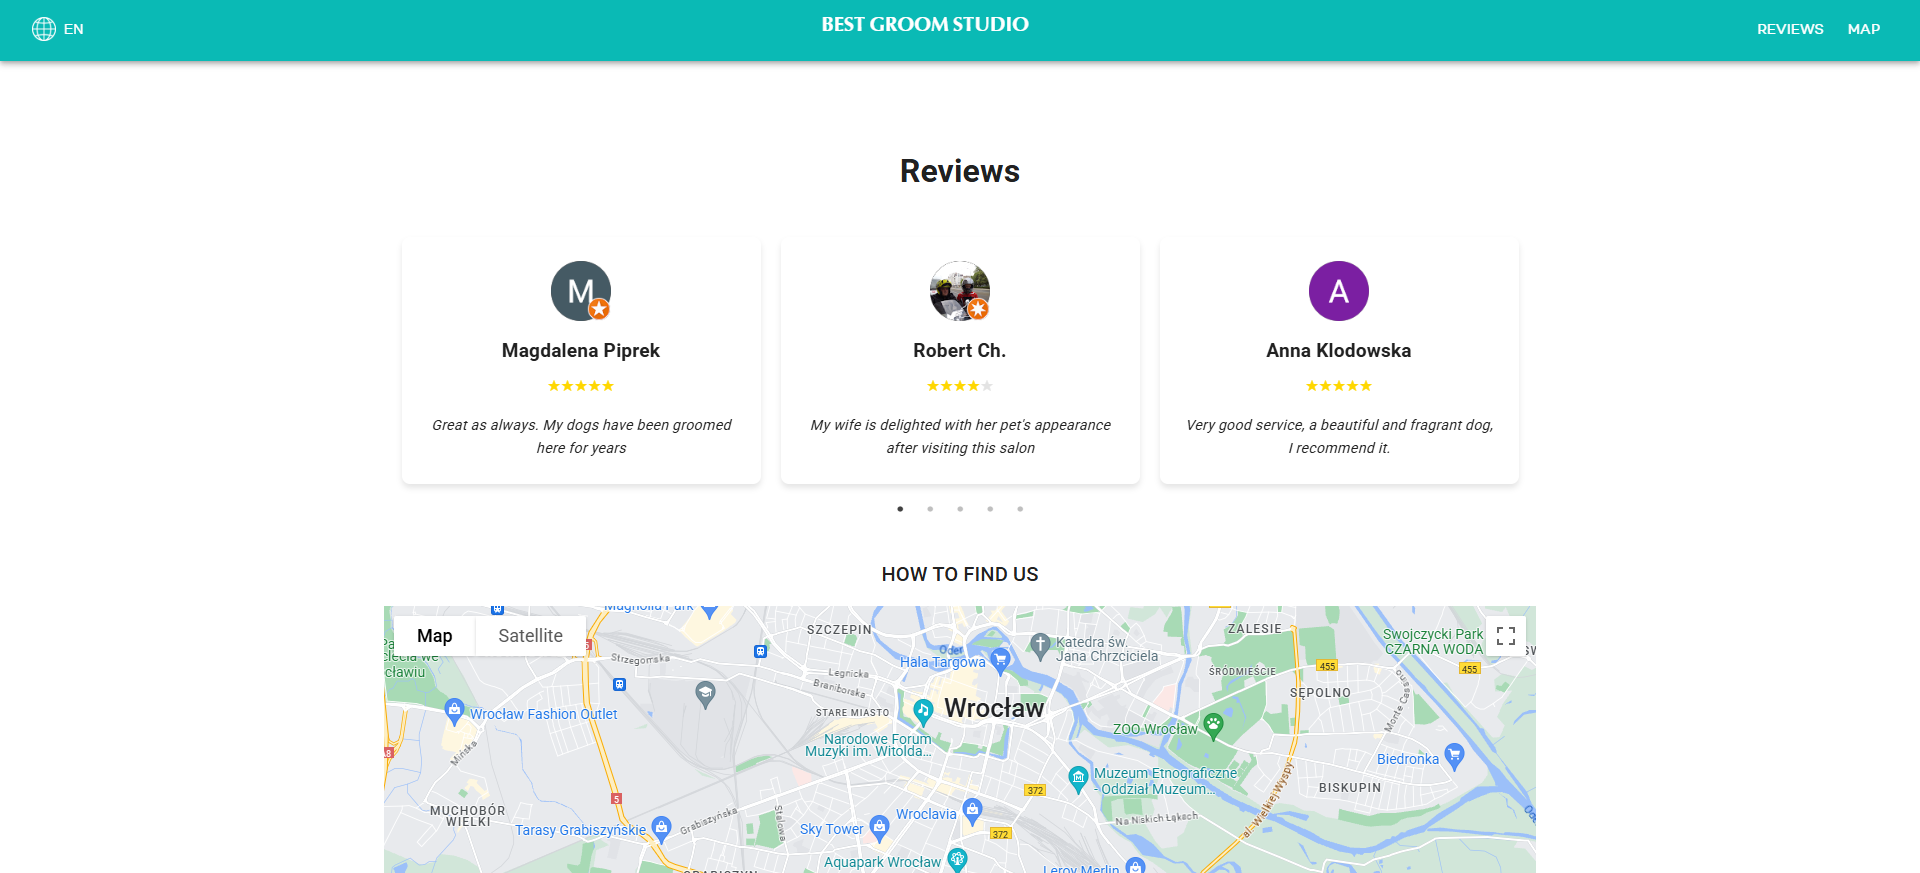 EN
BEST GROOM STUDIO
REVIEWS
MAP
Reviews
M
Magdalena Piprek
Great as always. My dogs have been groomed
here for years
Robert Ch.
My wife is delighted with her pet's appearance
after visiting this salon
A
Anna Klodowska
Very good service, a beautiful and fragrant dog,
I recommend it.
HOW TO FIND US
Map
Satellite
Magnolia Park
SZCZEPIN
Strzegomska
Legnicka
Braniborska
STARE MIASTO
Hala Targowa
Oder
Katedra św.
Jana Chrzciciela
ZALESIE
ŚRÓDMIEŚCIE
455
SĘPOLNO
Swojczycki Park
CZARNA WODA
455
Monte Cassino
Wrocław Fashion Outlet
Mińska
Wrocław
Narodowe Forum
Muzyki im. Witolda...
ZOO Wrocław
Biedronka
Muzeum Etnograficzne
- Oddział Muzeum...
372
BISKUPIN
al. Wielkiej Wyspy
Na Niskich Łąkach
MUCHOBÓR
WIELKI
5
Tarasy Grabiszyńskie
Grabiszyńska
Stalowa
Sky Tower
Wroclavia
372
Aquapark Wrocław
Leroy Merlin